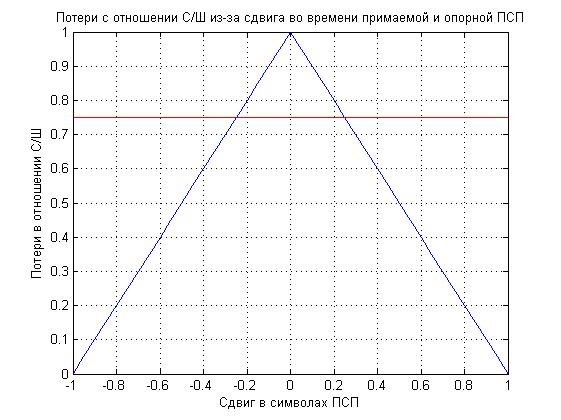 Потери с отношении С/Ш из-за сдвига во времени примаемой и опорной ПСП
Потери в отношении С/Ш
1
0.9
0.8
0.7
0.6
0.5
0.4
0.3
0.2
0.1
0
-1 -0.8 -0.6 -0.4 -0.2 0 0.2 0.4 0.6 0.8 1
Сдвиг в символах ПСП